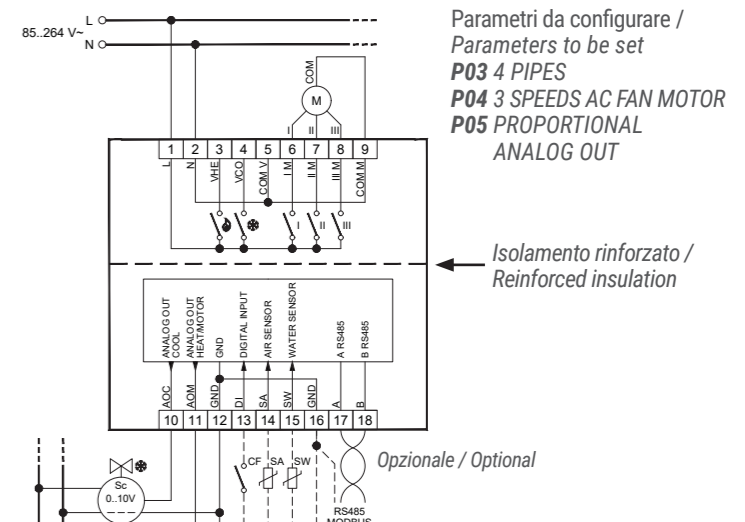 L
85..264 V~
N
Parametri da configurare /
Parameters to be set
P03 4 PIPES
P04 3 SPEEDS AC FAN MOTOR
P05 PROPORTIONAL
ANALOG OUT
COM
M
I II III
1 2 3 4 5 6 7 8 9
L N VHE VCO COM V I M II M III M COM M
I II III
Isolamento rinforzato /
Reinforced insulation
ANALOG OUT
COOL
ANALOG OUT
HEAT/MOTOR
GND
DIGITAL INPUT
AIR SENSOR
WATER SENSOR
A RS485
B RS485
AOC AOM GND DI SA SW GND A B
10 11 12 13 14 15 16 17 18
CF SA SW
Opzionale / Optional
Sc
0..10V
RS485
MODBUS